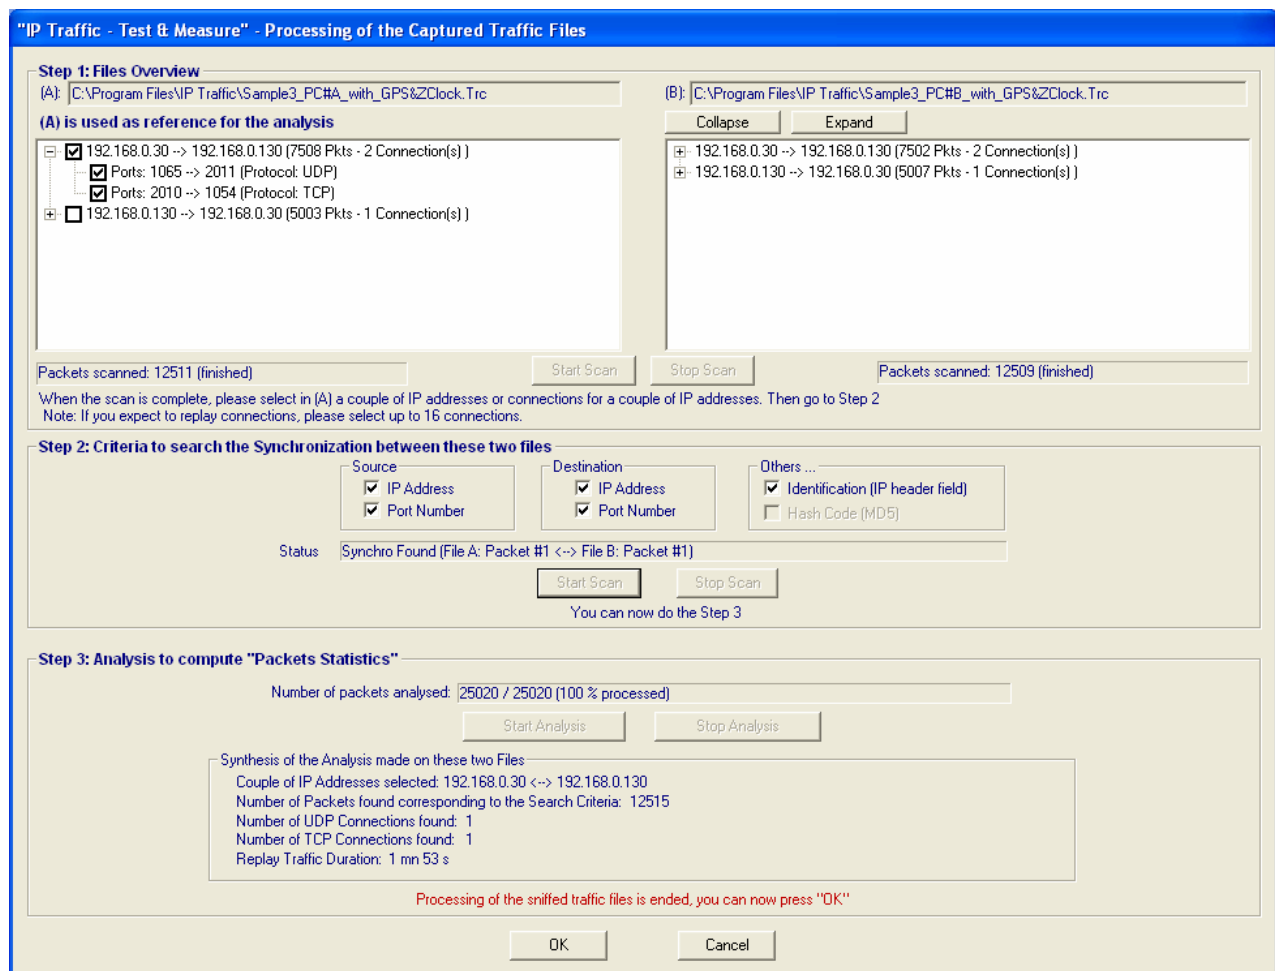 "IP Traffic - Test & Measure" - Processing of the Captured Traffic Files
Step 1: Files Overview
(A): C:\Program Files\IP Traffic\Sample3_PC#A_with_GPS&ZClock.Trc
(B): C:\Program Files\IP Traffic\Sample3_PC#B_with_GPS&ZClock.Trc
(A) is used as reference for the analysis
Collapse
Expand
192.168.0.30 --> 192.168.0.130 (7508 Pkts - 2 Connection(s) )
Ports: 1065 --> 2011 (Protocol: UDP)
Ports: 2010 --> 1054 (Protocol: TCP)
192.168.0.130 --> 192.168.0.30 (5003 Pkts - 1 Connection(s) )
192.168.0.30 --> 192.168.0.130 (7502 Pkts - 2 Connection(s) )
192.168.0.130 --> 192.168.0.30 (5007 Pkts - 1 Connection(s) )
Packets scanned: 12511 (finished)
Start Scan
Stop Scan
Packets scanned: 12509 (finished)
When the scan is complete, please select in (A) a couple of IP addresses or connections for a couple of IP addresses. Then go to Step 2
Note: If you expect to replay connections, please select up to 16 connections.
Step 2: Criteria to search the Synchronization between these two files
Source
IP Address
Port Number
Destination
IP Address
Port Number
Others ...
Identification (IP header field)
Hash Code (MD5)
Status
Synchro Found (File A: Packet #1 <--> File B: Packet #1)
Start Scan
Stop Scan
You can now do the Step 3
Step 3: Analysis to compute "Packets Statistics"
Number of packets analysed: 25020 / 25020 (100 % processed)
Start Analysis
Stop Analysis
Synthesis of the Analysis made on these two Files
Couple of IP Addresses selected: 192.168.0.30 <--> 192.168.0.130
Number of Packets found corresponding to the Search Criteria: 12515
Number of UDP Connections found: 1
Number of TCP Connections found: 1
Replay Traffic Duration: 1 mn 53 s
Processing of the sniffed traffic files is ended, you can now press "OK"
OK
Cancel